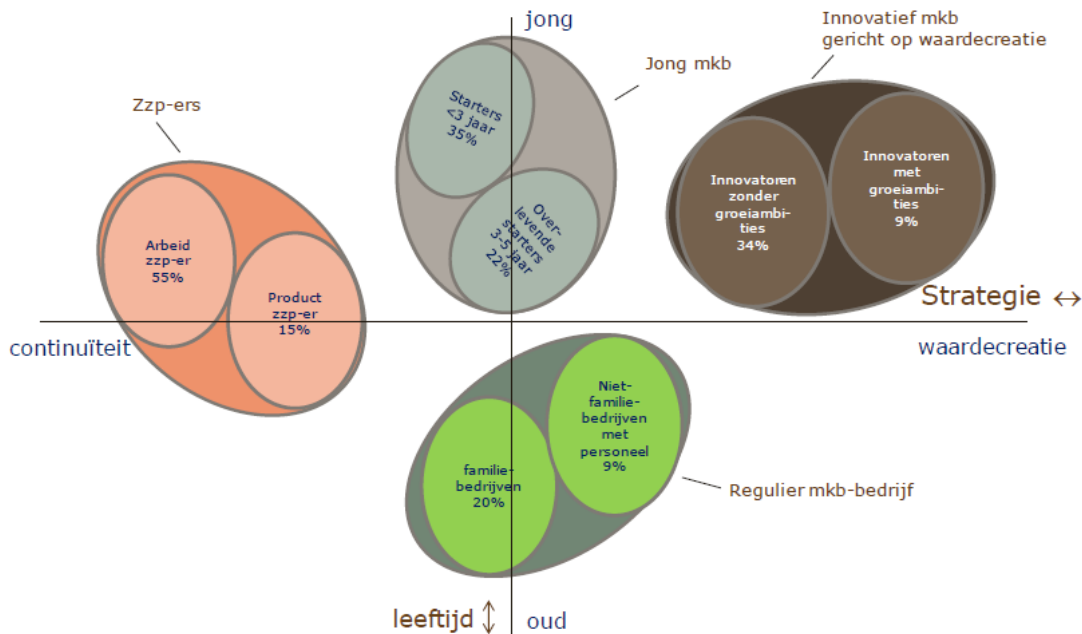 jong
Innovatief mkb
gericht op waardecreatie
Jong mkb
Zzp-ers
Starters
<3 jaar
35%
Over-
levende
starters
3-5 jaar
22%
Innovatoren
zonder
groeiambi-
ties
34%
Innovatoren
met
groeiambi-
ties
9%
Arbeid
zzp-er
55%
Product
zzp-er
15%
Strategie ↔
continuïteit
waardecreatie
Niet-
familie-
bedrijven
met
personeel
9%
familie-
bedrijven
20%
Regulier mkb-bedrijf
leeftijd ↕
oud